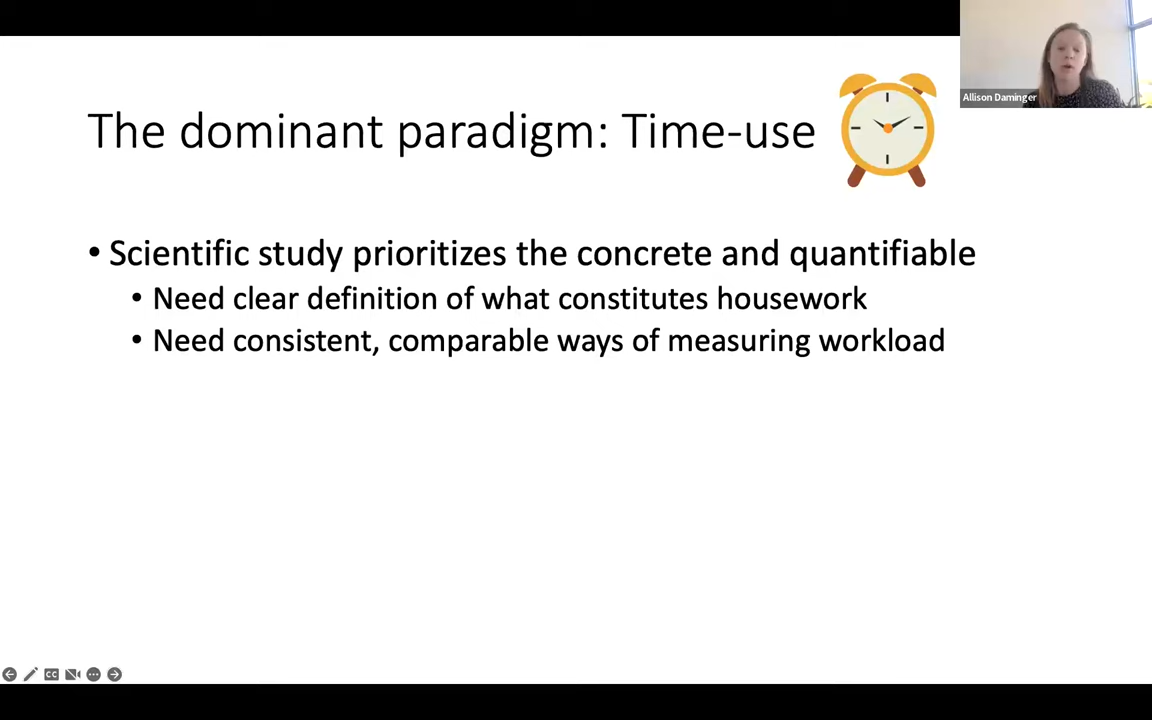 The dominant paradigm: Time-use
Allison Daminger
• Scientific study prioritizes the concrete and quantifiable
• Need clear definition of what constitutes housework
• Need consistent, comparable ways of measuring workload
CC